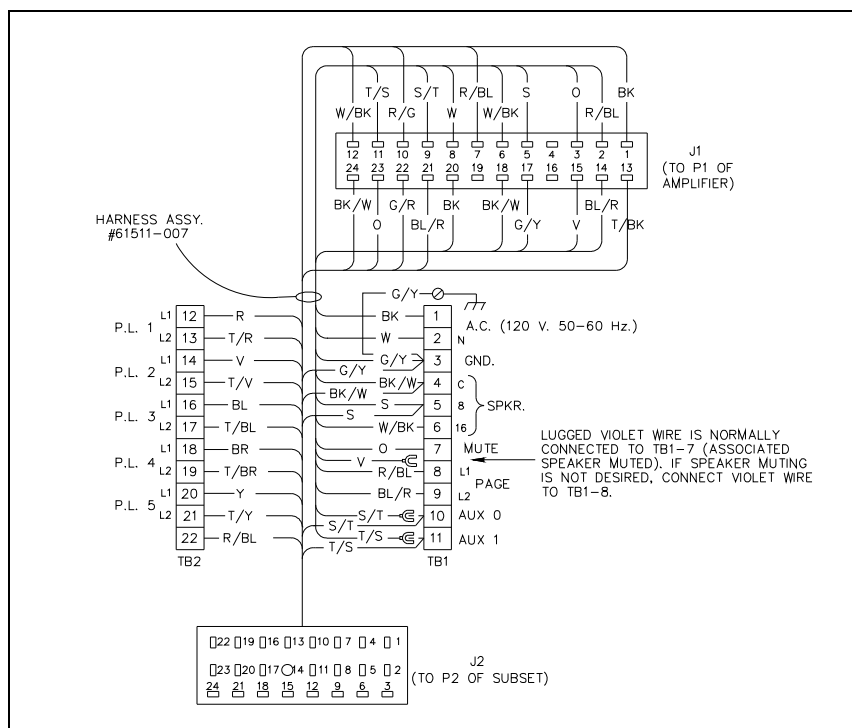 T/S S/T R/BL S O BK
W/BK R/G W W/BK R/BL
12 11 10 9 8 7 6 5 4 3 2 1
24 23 22 21 20 19 18 17 16 15 14 13
J1
(TO P1 OF
AMPLIFIER)
BK/W G/R BK BK/W BL/R
O BL/R G/Y V T/BK
HARNESS ASSY.
#61511-007
G/Y
P.L. 1 L1 12 R
L2 13 T/R
P.L. 2 L1 14 V
L2 15 T/V
P.L. 3 L1 16 BL
L2 17 T/BL
P.L. 4 L1 18 BR
L2 19 T/BR
P.L. 5 L1 20 Y
L2 21 T/Y
22 R/BL
TB2
BK 1
A.C. (120 V. 50-60 Hz.)
W 2 N
G/Y 3 GND.
G/Y
BK/W 4 C
BK/W
S 5 8 SPKR.
S
W/BK 6 16
O 7 MUTE
V
R/BL 8 L1
PAGE
BL/R 9 L2
S/T 10 AUX 0
S/T
T/S 11 AUX 1
T/S
TB1
LUGGED VIOLET WIRE IS NORMALLY
CONNECTED TO TB1-7 (ASSOCIATED
SPEAKER MUTED). IF SPEAKER MUTING
IS NOT DESIRED, CONNECT VIOLET WIRE
TO TB1-8.
22 19 16 13 10 7 4 1
23 20 17 14 11 8 5 2
24 21 18 15 12 9 6 3
J2
(TO P2 OF SUBSET)